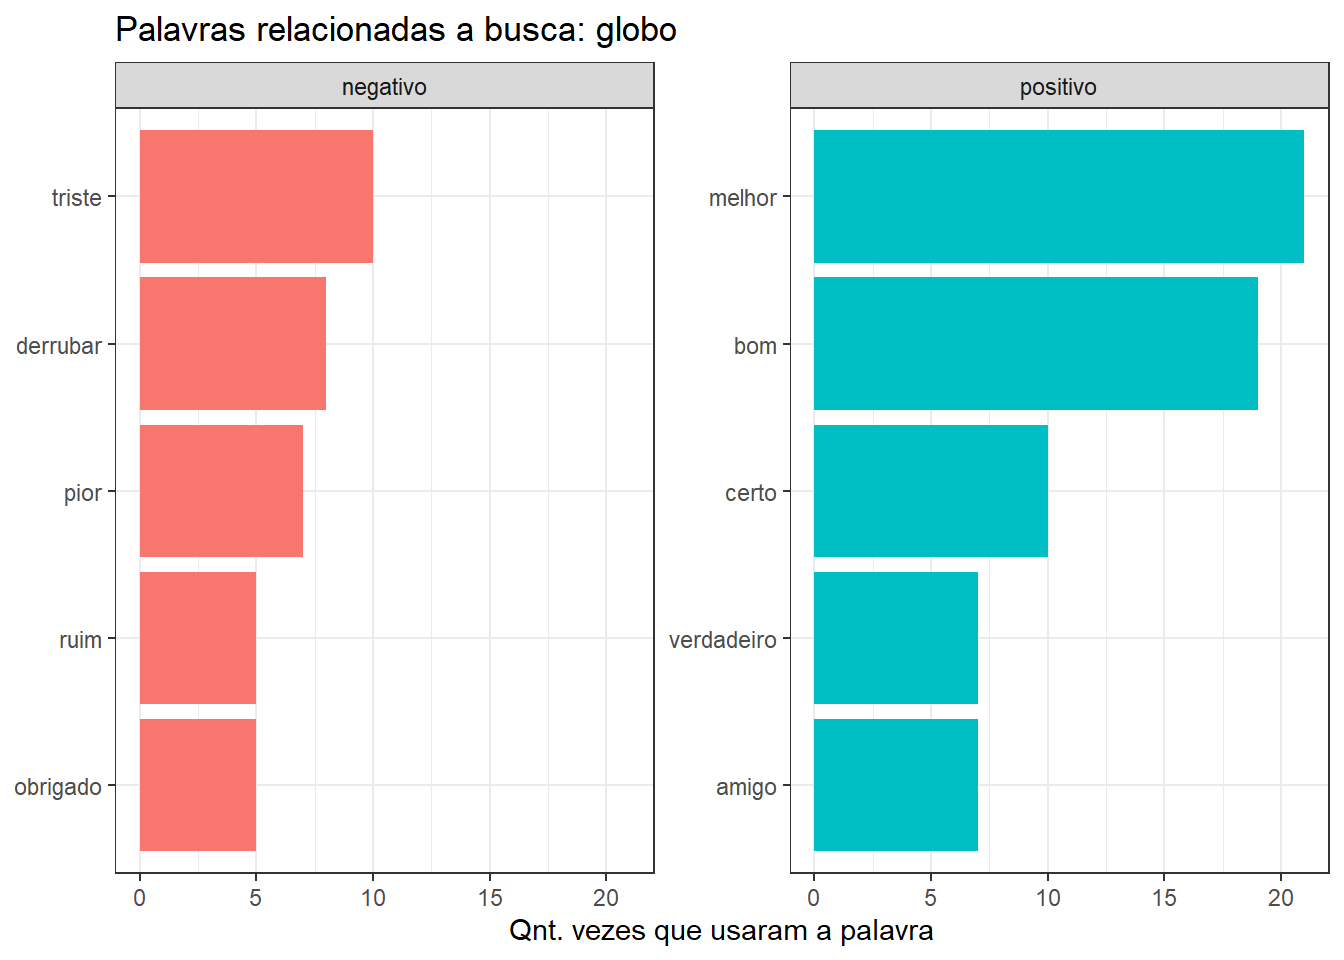 Palavras relacionadas a busca: globo
negativo
triste
derrubar
pior
ruim
obrigado
0 5 10 15 20
positivo
melhor
bom
certo
verdadeiro
amigo
0 5 10 15 20
Qnt. vezes que usaram a palavra